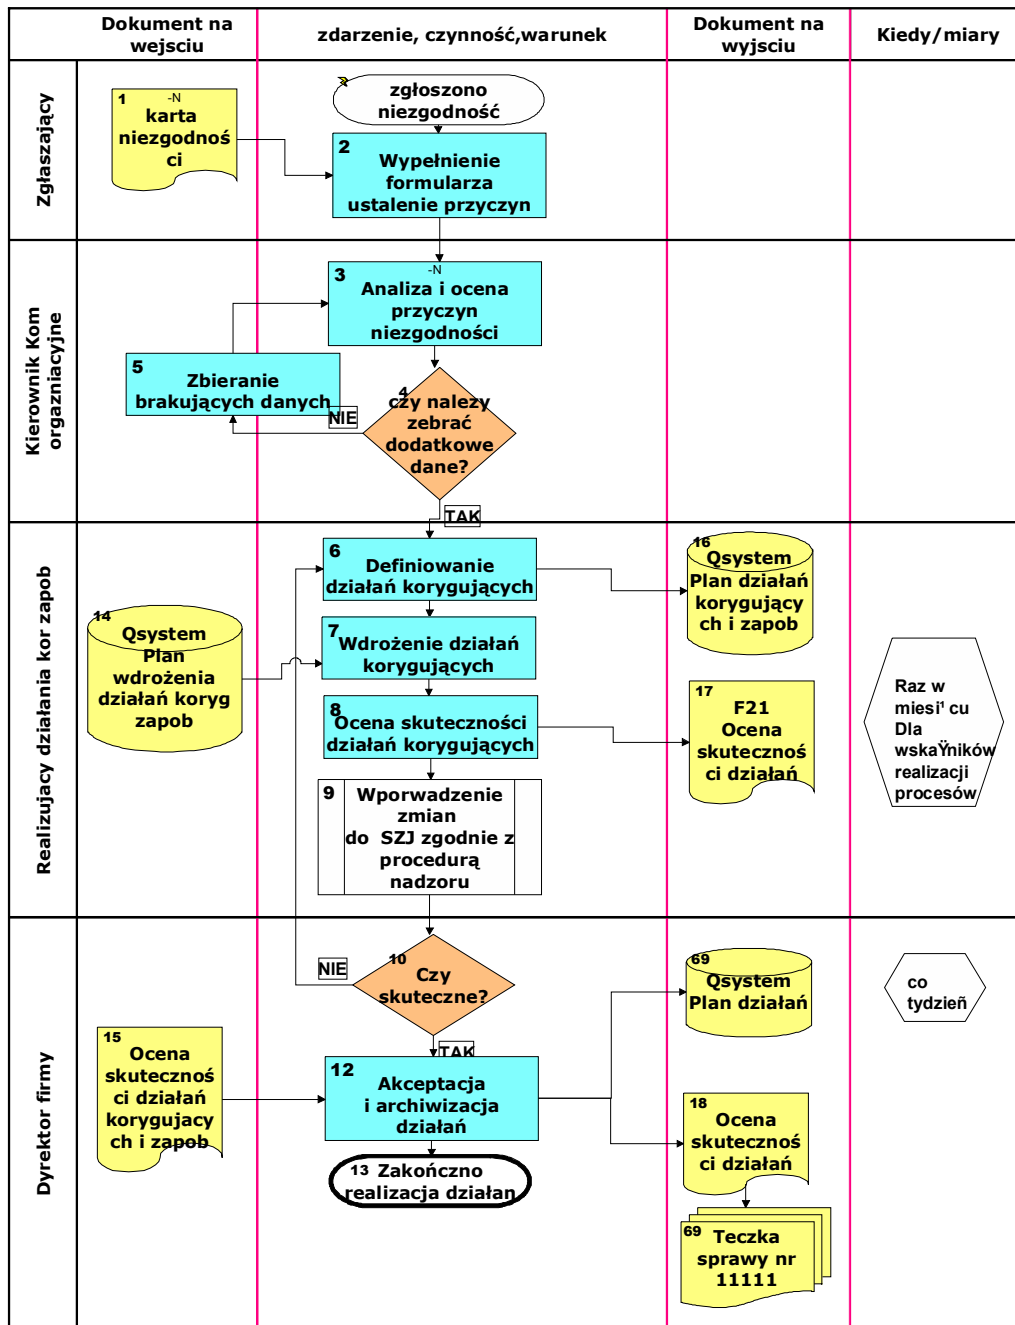 Dokument na
wejsciu
zdarzenie, czynność,warunek
Dokument na
wyjsciu
Kiedy/miary
Zgłaszający
1
-N
karta
niezgodnoś
ci
zgłoszono
niezgodność
2
Wypełnienie
formularza
ustalenie przyczyn
Kierownik Kom
orgazniacyjne
3
-N
Analiza i ocena
przyczyn
niezgodności
5
Zbieranie
brakujących danych
NIE
4
czy nalezy
zebrać
dodatkowe
dane?
TAK
Realizujacy działania kor zapob
6
Definiowanie
działań korygujących
16
Qsystem
Plan działań
korygujący
ch i zapob
14
Qsystem
Plan
wdrożenia
działań koryg
zapob
7
Wdrożenie działań
korygujących
8
Ocena skuteczności
działań korygujących
17
F21
Ocena
skutecznoś
ci działań
Raz w
miesi¹ cu
Dla
wskaŸników
realizacji
procesów
9
Wporwadzenie
zmian
do SZJ zgodnie z
procedurą
nadzoru
Dyrektor firmy
10
Czy
skuteczne?
NIE
TAK
69
Qsystem
Plan działań
co
tydzieñ
15
Ocena
skutecznoś
ci działań
korygujacy
ch i zapob
12
Akceptacja
i archiwizacja
działań
18
Ocena
skutecznoś
ci działań
13 Zakończno
realizacja działan
69
Teczka
sprawy nr
11111